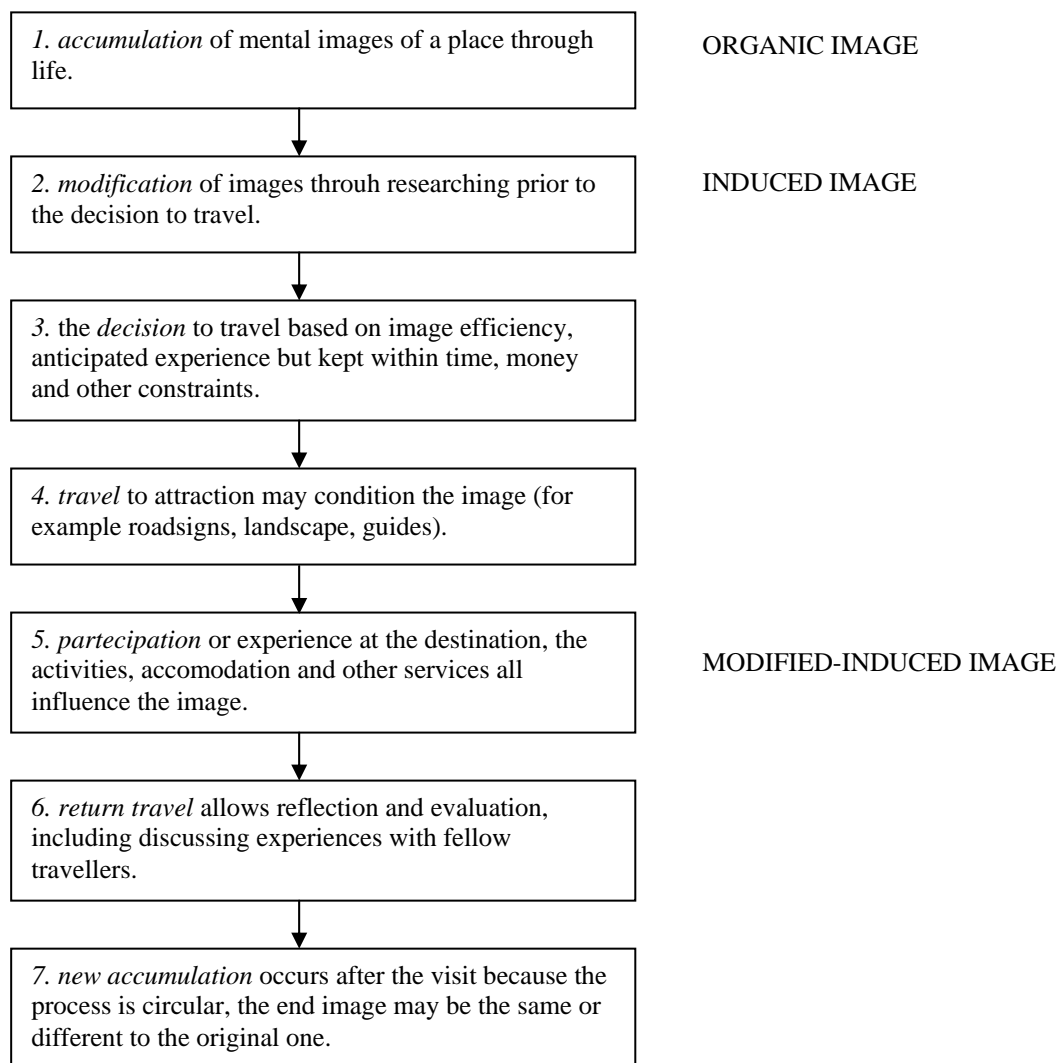 1. accumulation of mental images of a place through
life.
ORGANIC IMAGE
2. modification of images throuh researching prior to
the decision to travel.
INDUCED IMAGE
3. the decision to travel based on image efficiency,
anticipated experience but kept within time, money
and other constraints.
4. travel to attraction may condition the image (for
example roadsigns, landscape, guides).
5. partecipation or experience at the destination, the
activities, accomodation and other services all
influence the image.
MODIFIED-INDUCED IMAGE
6. return travel allows reflection and evaluation,
including discussing experiences with fellow
travellers.
7. new accumulation occurs after the visit because the
process is circular, the end image may be the same or
different to the original one.